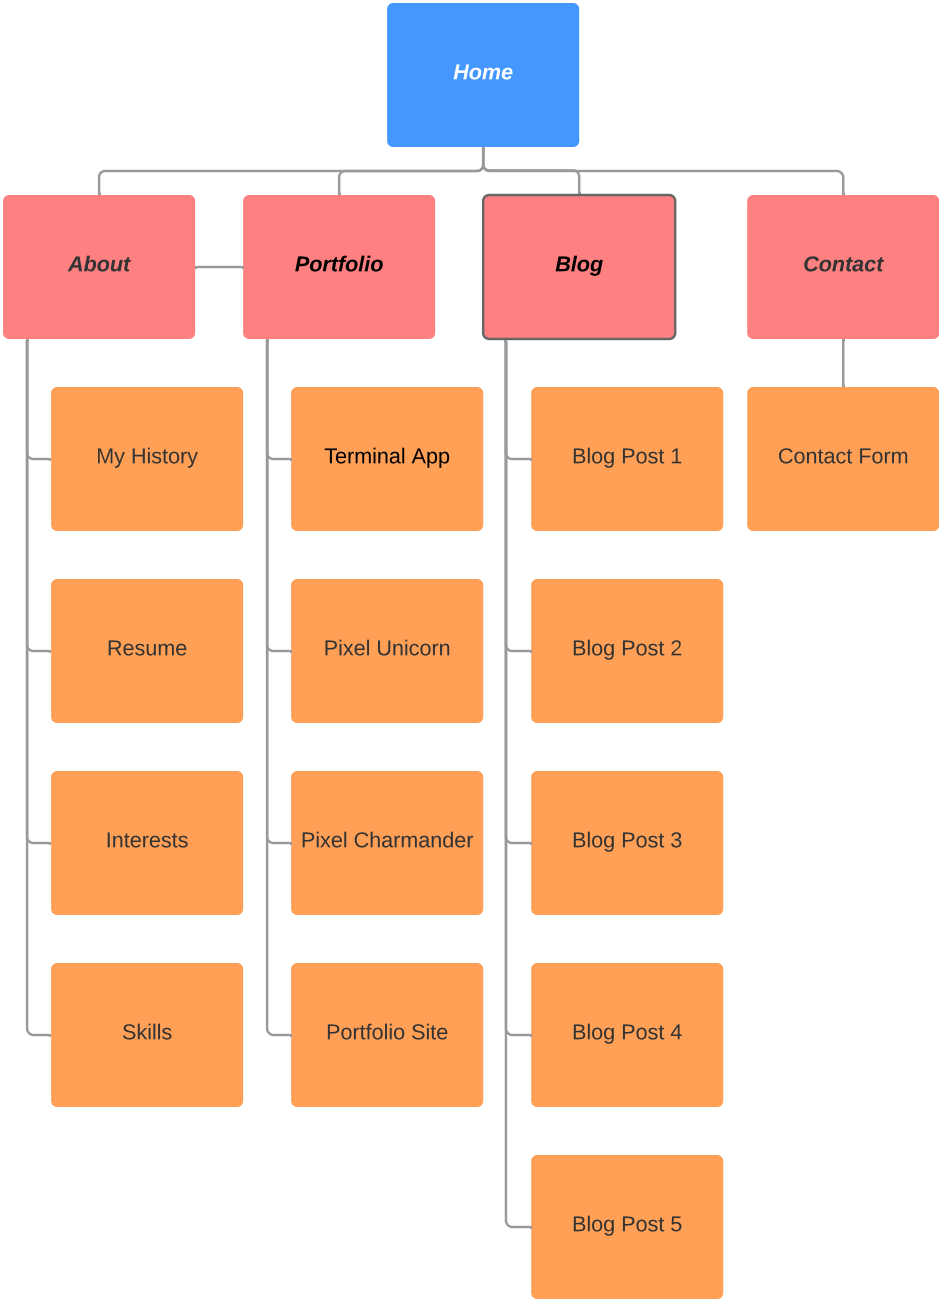 Home
About
Portfolio
Blog
Contact
My History
Terminal App
Blog Post 1
Contact Form
Resume
Pixel Unicorn
Blog Post 2
Interests
Pixel Charmander
Blog Post 3
Skills
Portfolio Site
Blog Post 4
Blog Post 5